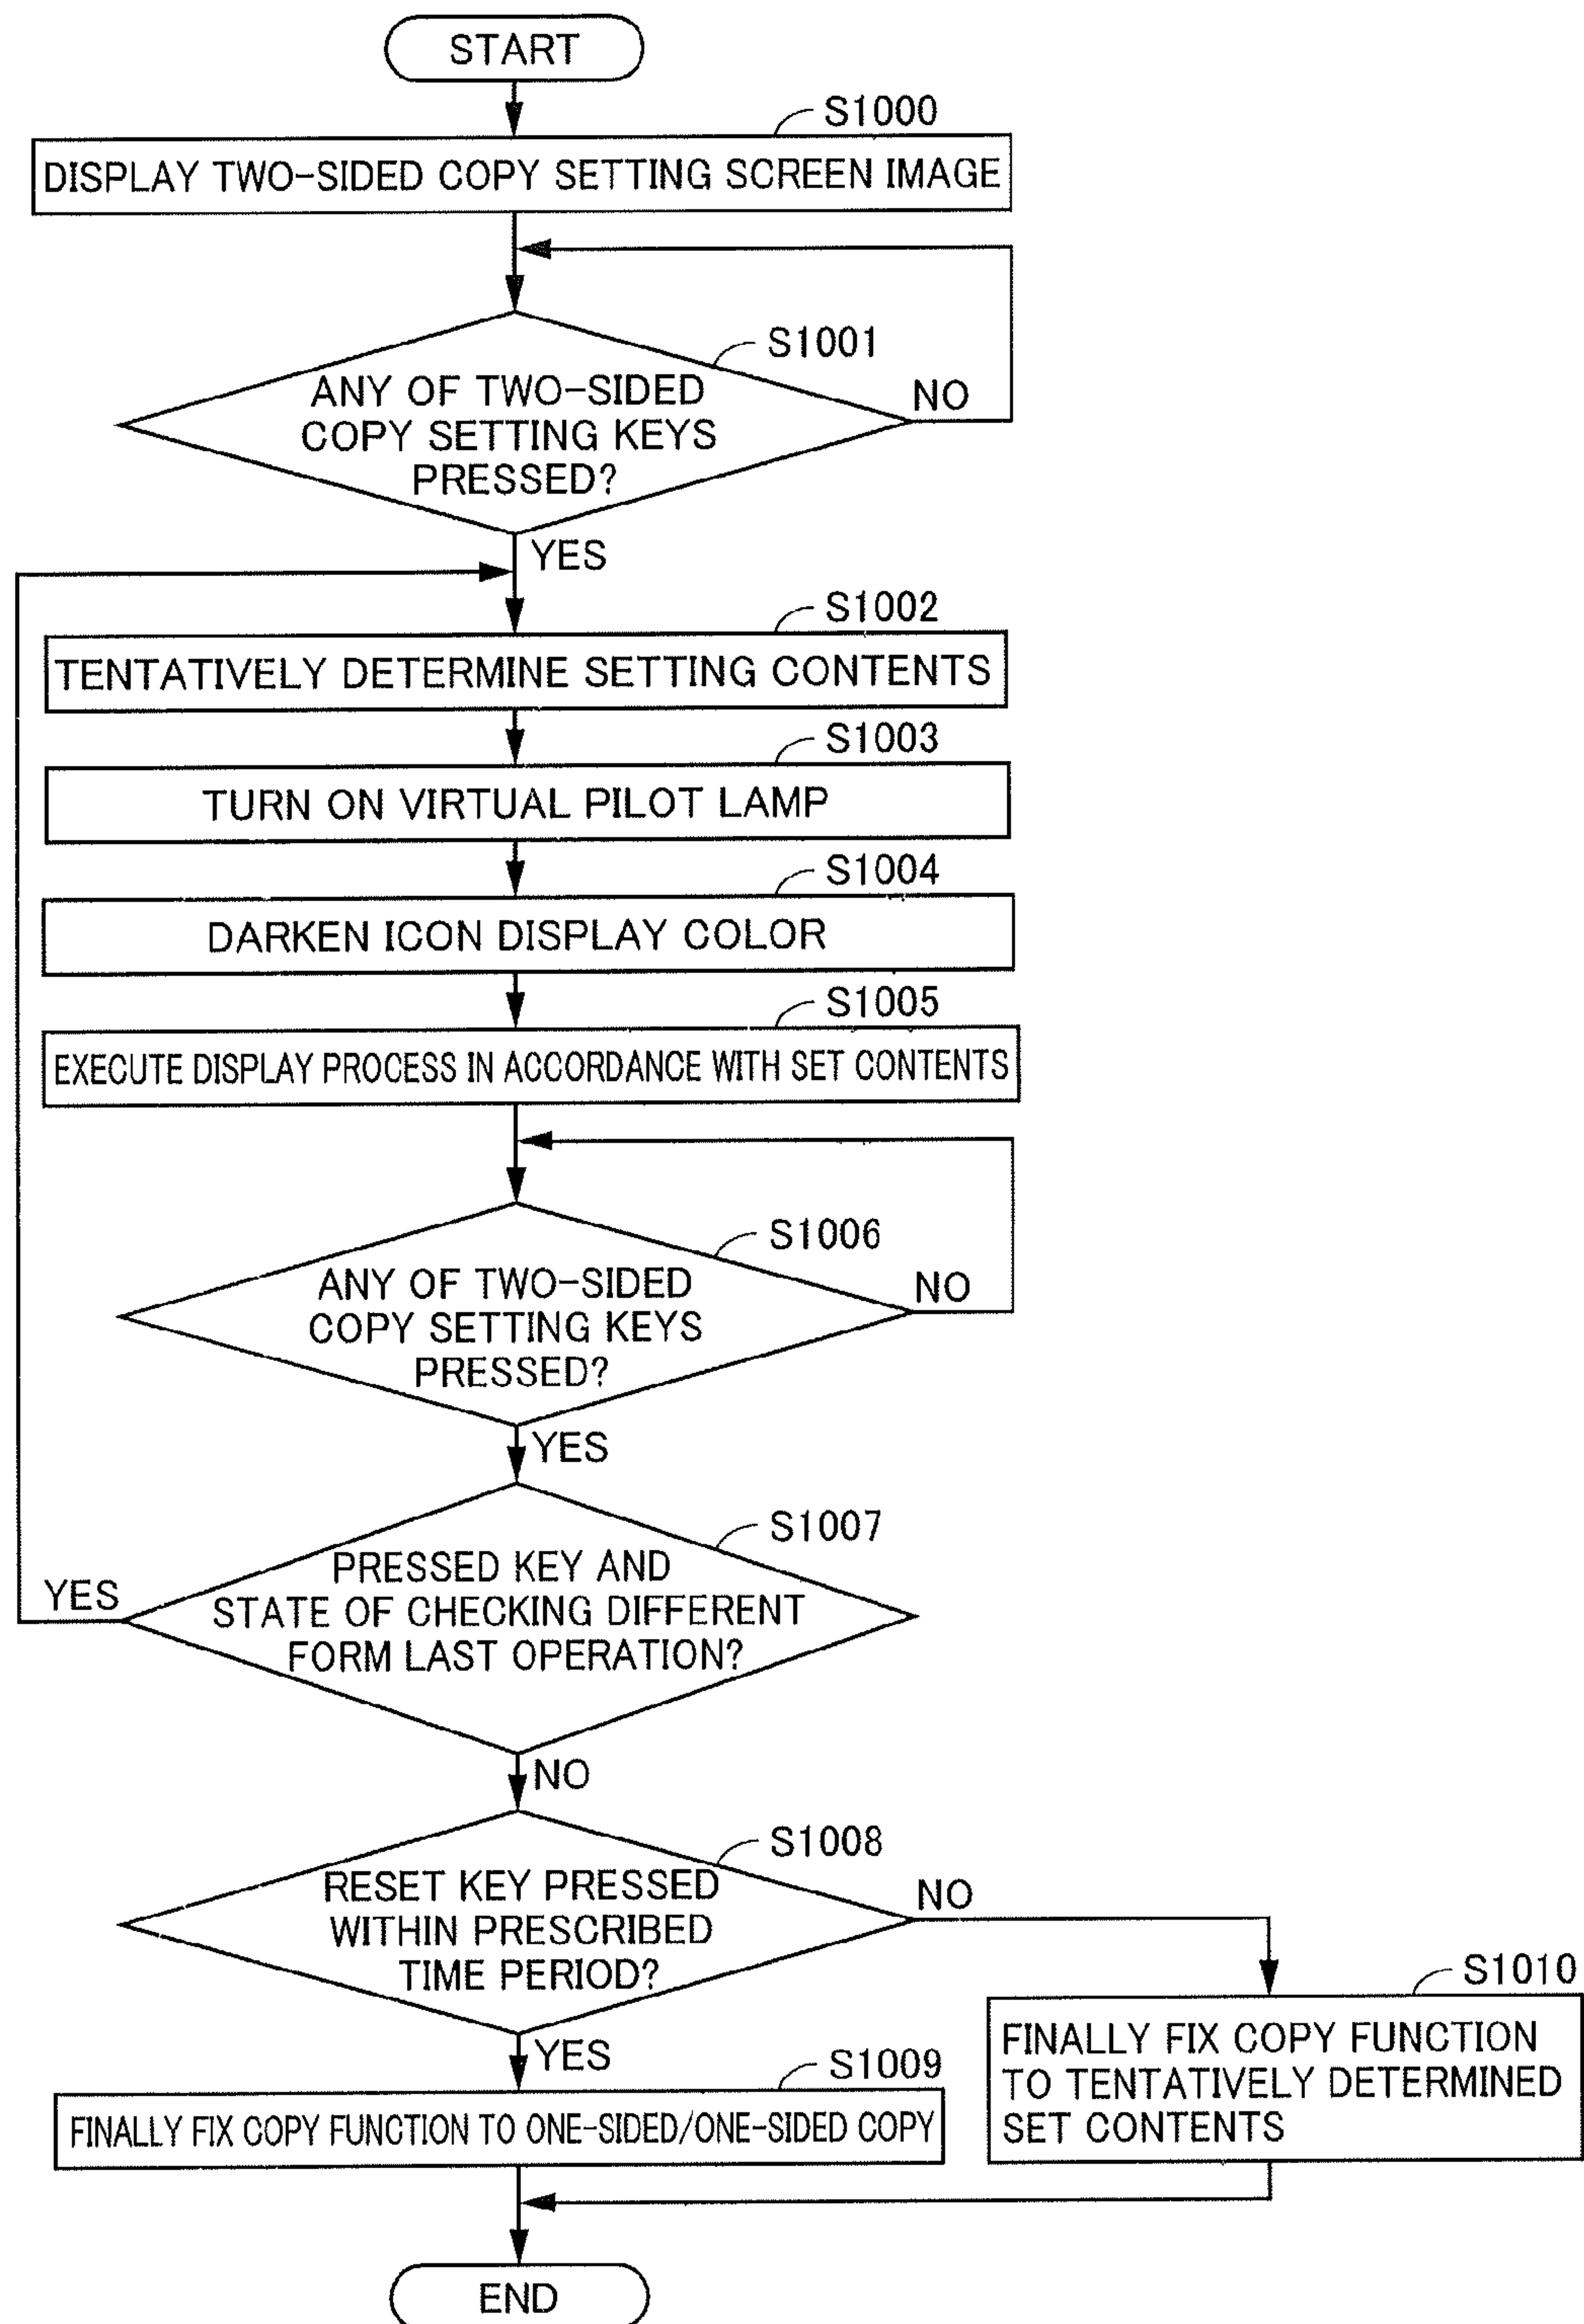 START
S1000
DISPLAY TWO-SIDED COPY SETTING SCREEN IMAGE
S1001
ANY OF TWO-SIDED
COPY SETTING KEYS
PRESSED?
NO
YES
S1002
TENTATIVELY DETERMINE SETTING CONTENTS
S1003
TURN ON VIRTUAL PILOT LAMP
S1004
DARKEN ICON DISPLAY COLOR
S1005
EXECUTE DISPLAY PROCESS IN ACCORDANCE WITH SET CONTENTS
S1006
ANY OF TWO-SIDED
COPY SETTING KEYS
PRESSED?
NO
YES
S1007
PRESSED KEY AND
STATE OF CHECKING DIFFERENT
FORM LAST OPERATION?
YES
NO
S1008
RESET KEY PRESSED
WITHIN PRESCRIBED
TIME PERIOD?
NO
YES
S1009
FINALLY FIX COPY FUNCTION TO ONE-SIDED/ONE-SIDED COPY
S1010
FINALLY FIX COPY FUNCTION
TO TENTATIVELY DETERMINED
SET CONTENTS
END